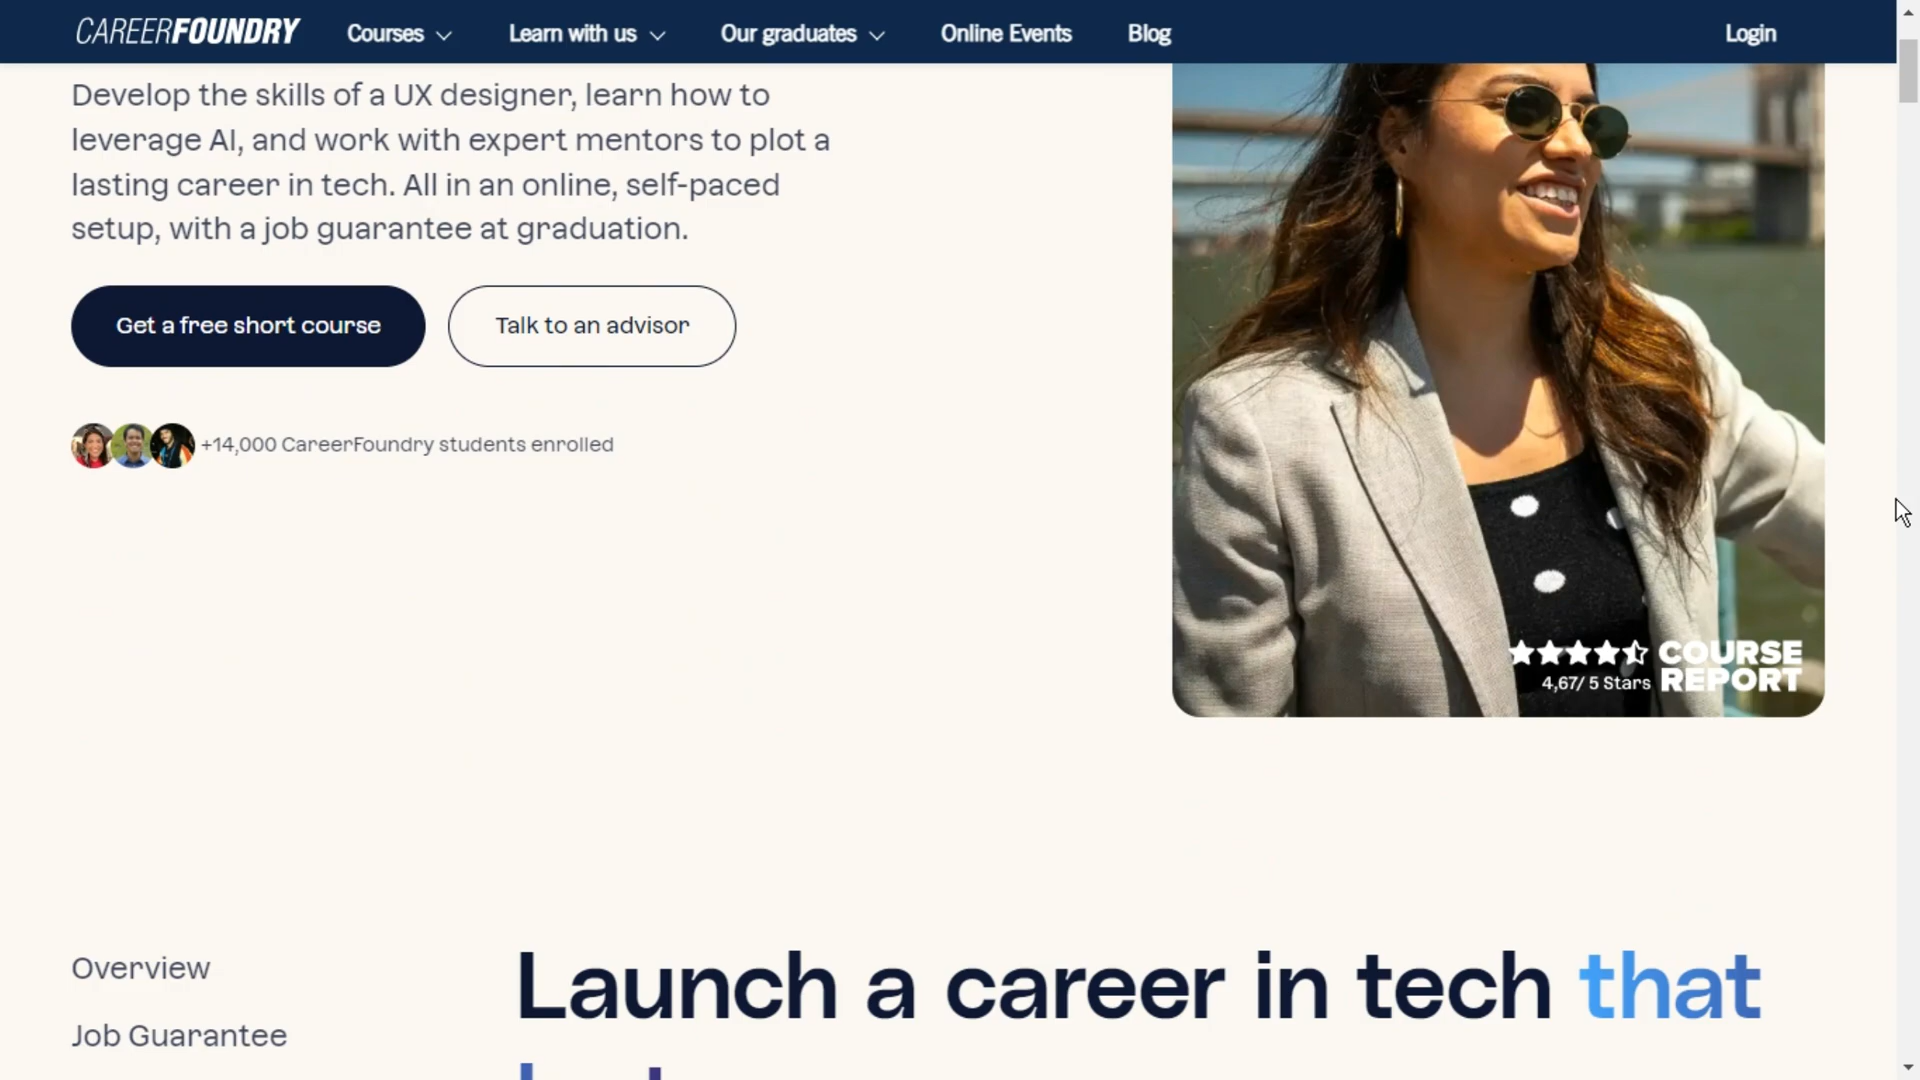 CAREERFOUNDRY
Courses
Learn with us
Our graduates
Online Events
Blog
Login
Develop the skills of a UX designer, learn how to
leverage AI, and work with expert mentors to plot a
lasting career in tech. All in an online, self-paced
setup, with a job guarantee at graduation.
Get a free short course
Talk to an advisor
+14,000 CareerFoundry students enrolled
COURSE
REPORT
4,67/ 5 Stars
Overview
Job Guarantee
Launch a career in tech that